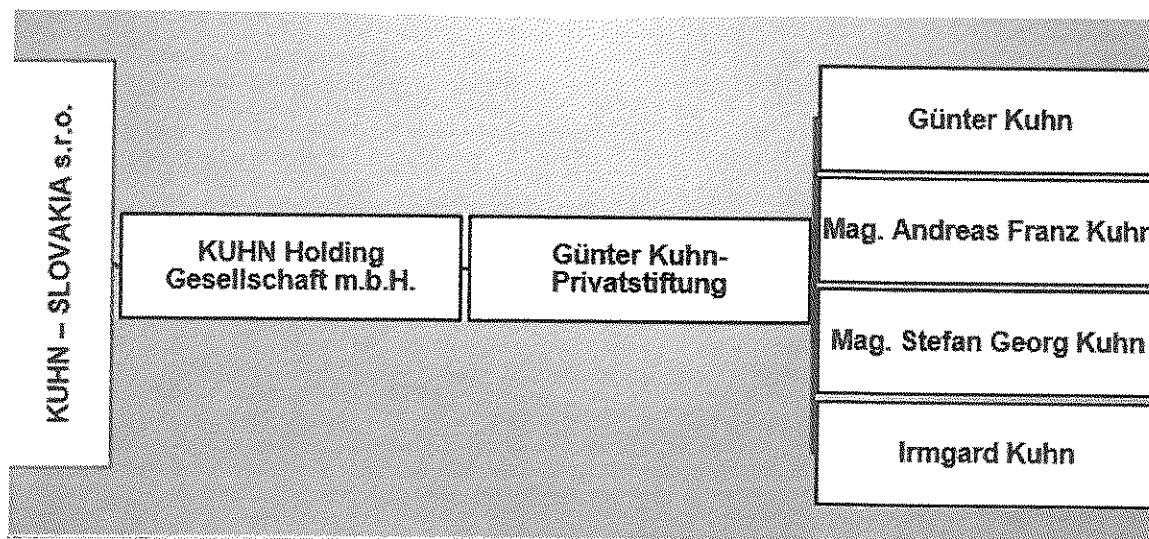 KUHN – SLOVAKIA s.r.o.
KUHN Holding
Gesellschaft m.b.H.
Günter Kuhn-
Privatstiftung
Günter Kuhn
Mag. Andreas Franz Kuhn
Mag. Stefan Georg Kuhn
Irmgard Kuhn